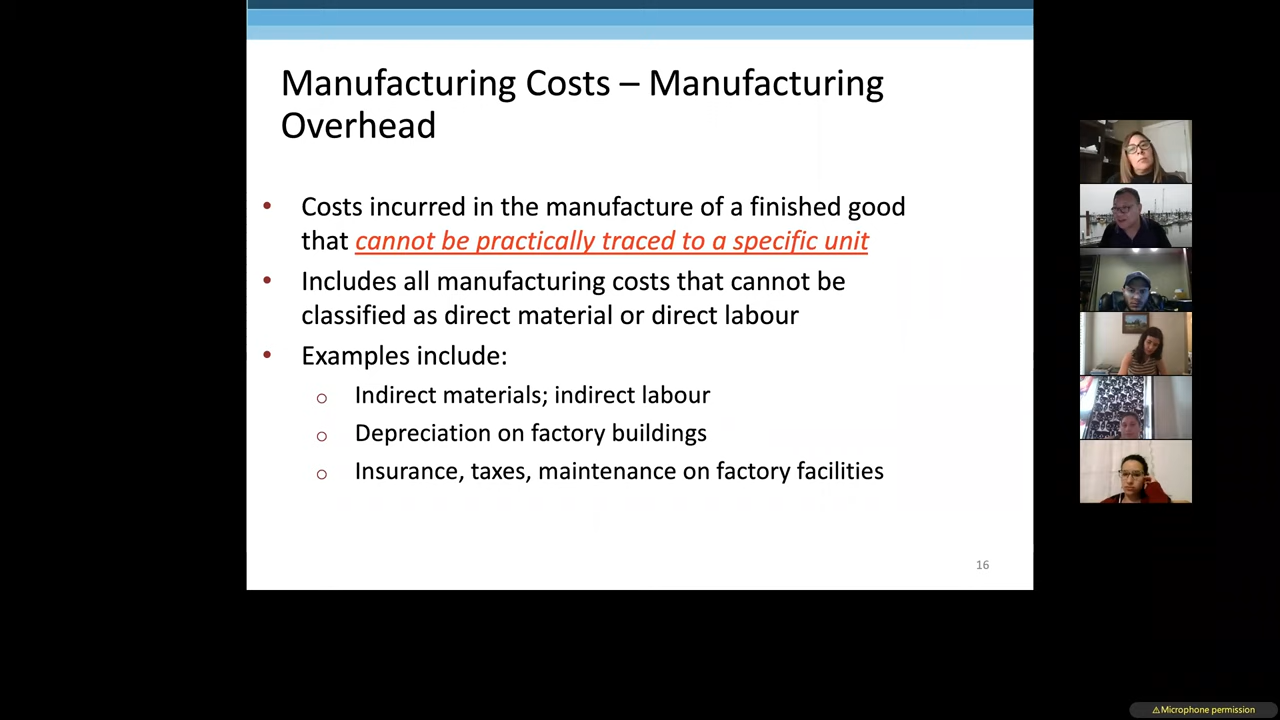 Manufacturing Costs – Manufacturing
Overhead
• Costs incurred in the manufacture of a finished good
that cannot be practically traced to a specific unit
• Includes all manufacturing costs that cannot be
classified as direct material or direct labour
• Examples include:
o Indirect materials; indirect labour
o Depreciation on factory buildings
o Insurance, taxes, maintenance on factory facilities
16
⚠Microphone permission